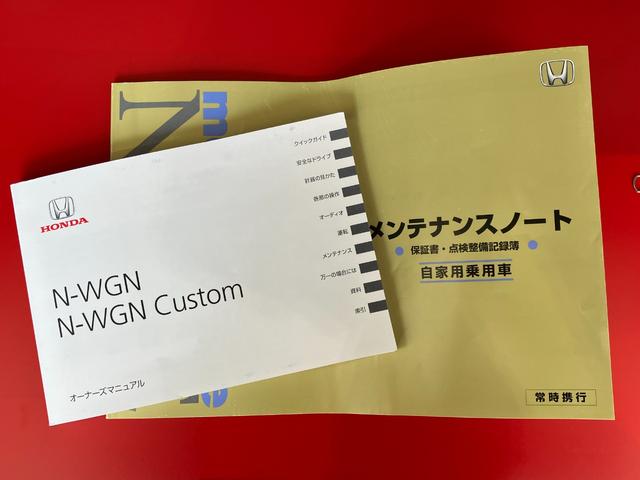 HONDA
N-WGN
N-WGN Custom
オーナーズマニュアル
クイックガイド
安全なドライブ
計器の見かた
各部の操作
オーディオ
運転
メンテナンス
万一の場合には
資料
索引
メンテナンスノート
保証書・点検整備記録簿
自家用乗用車
常時携行